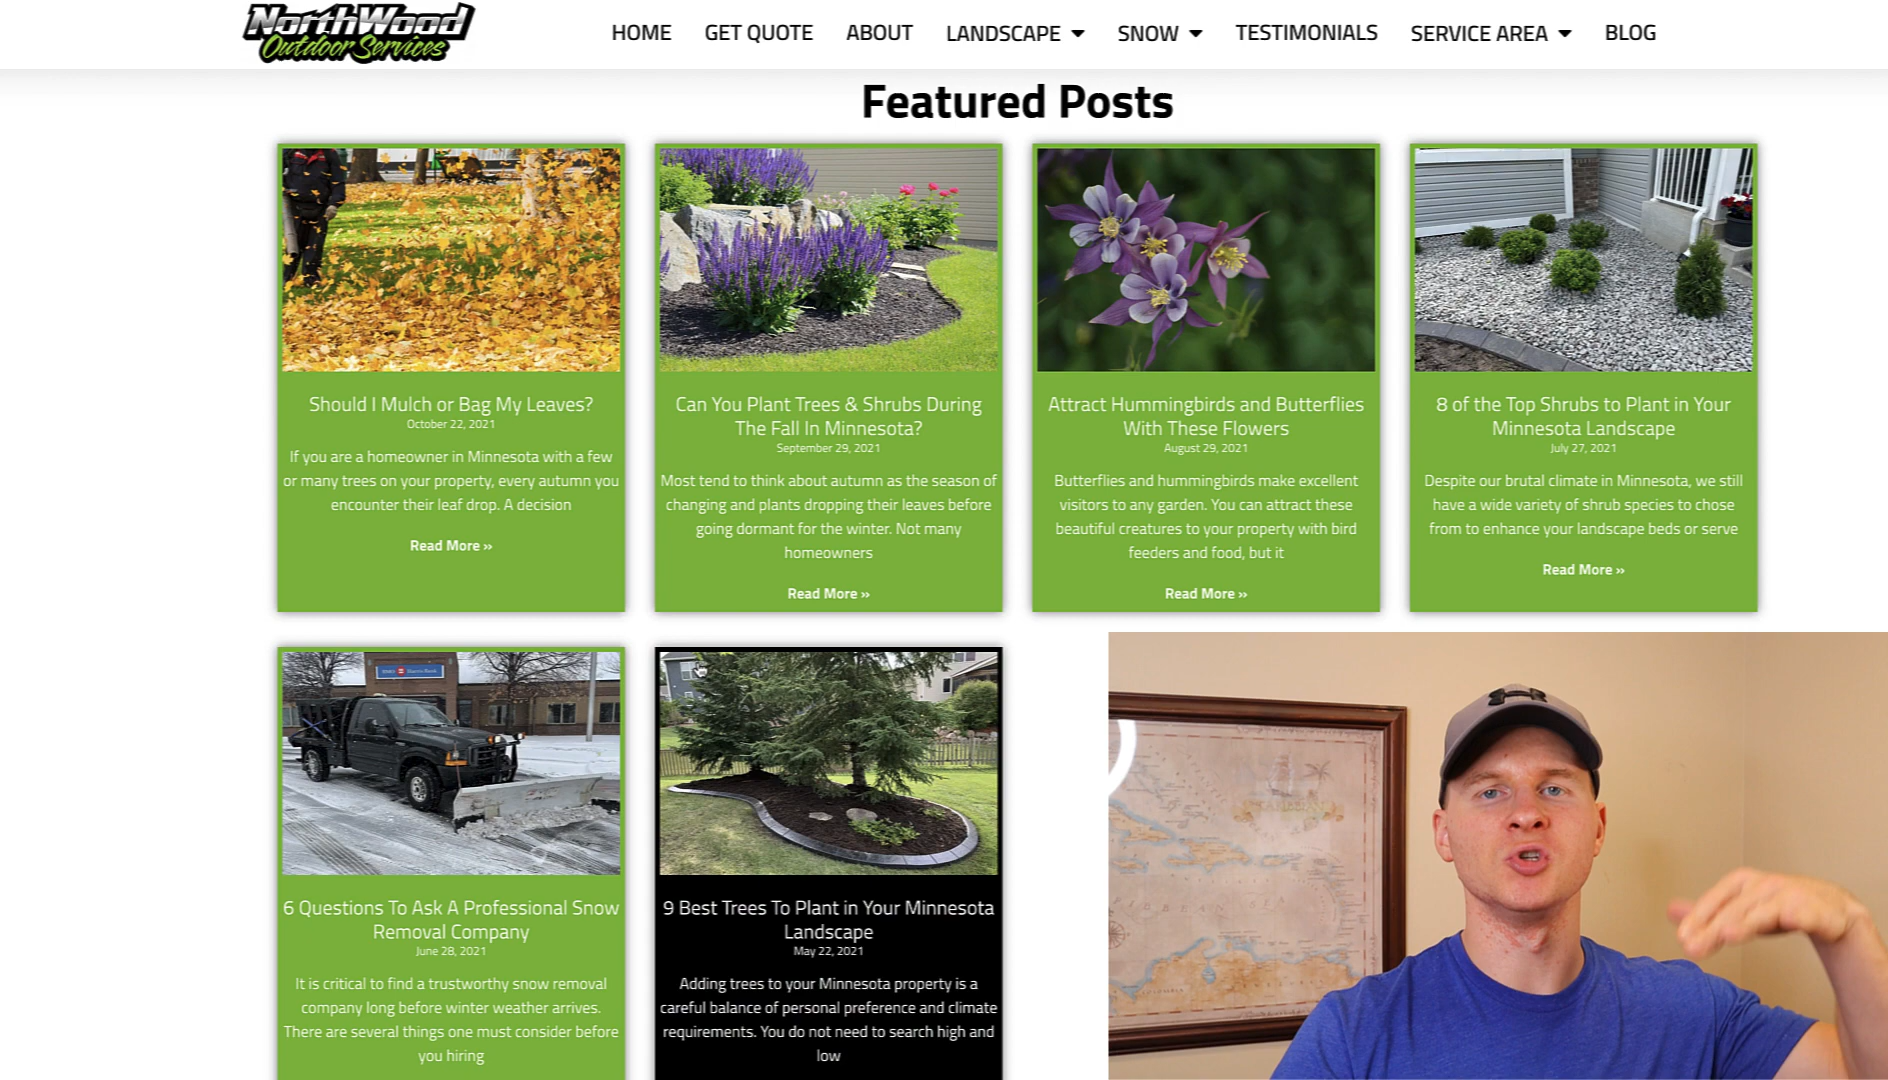 NorthWood
Outdoor Services
HOME GET QUOTE ABOUT LANDSCAPE SNOW TESTIMONIALS SERVICE AREA BLOG
Featured Posts
Should I Mulch or Bag My Leaves?
October 22, 2021
If you are a homeowner in Minnesota with a few
or many trees on your property, every autumn you
encounter their leaf drop. A decision
Read More »
Can You Plant Trees & Shrubs During
The Fall In Minnesota?
September 29, 2021
Most tend to think about autumn as the season of
changing and plants dropping their leaves before
going dormant for the winter. Not many
homeowners
Read More »
Attract Hummingbirds and Butterflies
With These Flowers
August 29, 2021
Butterflies and hummingbirds make excellent
visitors to any garden. You can attract these
beautiful creatures to your property with bird
feeders and food, but it
Read More »
8 of the Top Shrubs to Plant in Your
Minnesota Landscape
July 27, 2021
Despite our brutal climate in Minnesota, we still
have a wide variety of shrub species to chose
from to enhance your landscape beds or serve
Read More »
6 Questions To Ask A Professional Snow
Removal Company
June 28, 2021
It is critical to find a trustworthy snow removal
company long before winter weather arrives.
There are several things one must consider before
you hiring
9 Best Trees To Plant in Your Minnesota
Landscape
May 22, 2021
Adding trees to your Minnesota property is a
careful balance of personal preference and climate
requirements. You do not need to search high and
low